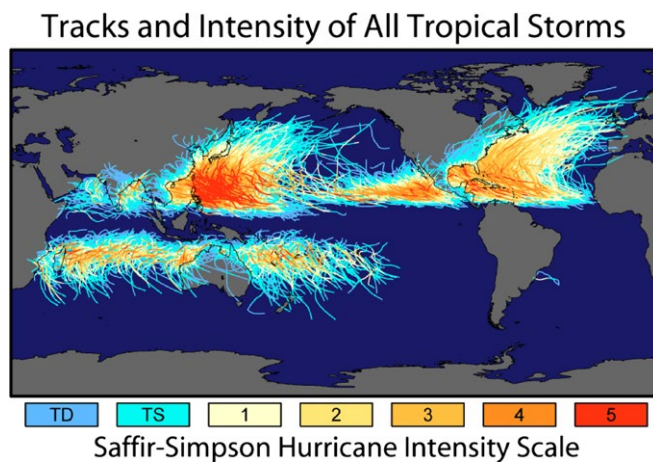 Tracks and Intensity of All Tropical Storms
TD TS 1 2 3 4 5
Saffir-Simpson Hurricane Intensity Scale